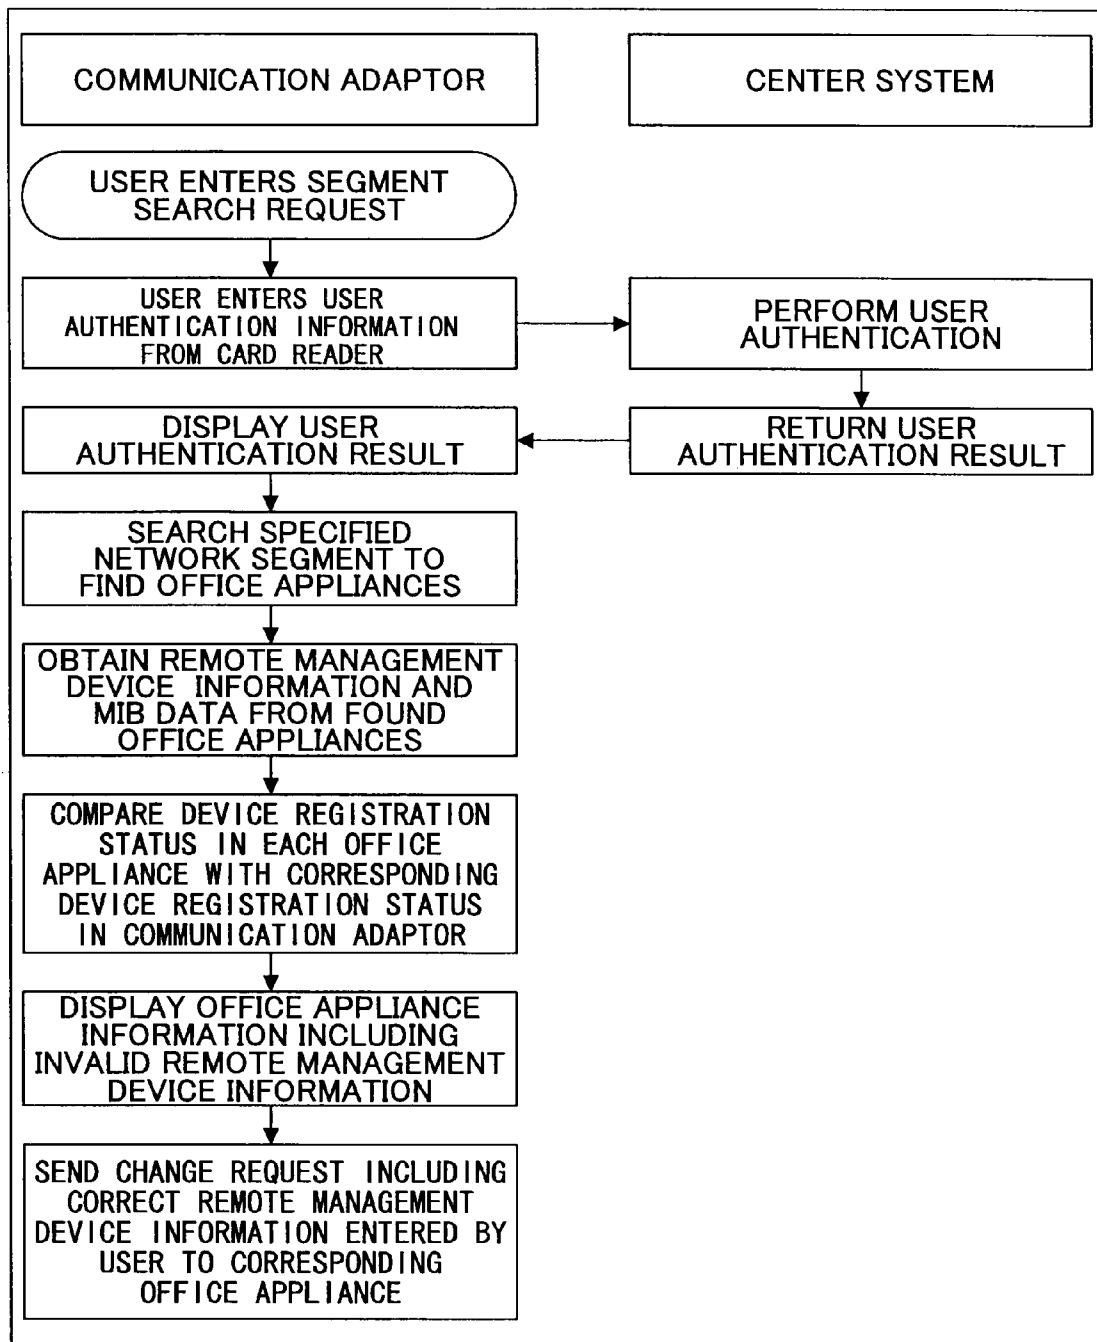 COMMUNICATION ADAPTOR
CENTER SYSTEM
USER ENTERS SEGMENT
SEARCH REQUEST
USER ENTERS USER
AUTHENTICATION INFORMATION
FROM CARD READER
PERFORM USER
AUTHENTICATION
DISPLAY USER
AUTHENTICATION RESULT
RETURN USER
AUTHENTICATION RESULT
SEARCH SPECIFIED
NETWORK SEGMENT TO
FIND OFFICE APPLIANCES
OBTAIN REMOTE MANAGEMENT
DEVICE INFORMATION AND
MIB DATA FROM FOUND
OFFICE APPLIANCES
COMPARE DEVICE REGISTRATION
STATUS IN EACH OFFICE
APPLIANCE WITH CORRESPONDING
DEVICE REGISTRATION STATUS
IN COMMUNICATION ADAPTOR
DISPLAY OFFICE APPLIANCE
INFORMATION INCLUDING
INVALID REMOTE MANAGEMENT
DEVICE INFORMATION
SEND CHANGE REQUEST INCLUDING
CORRECT REMOTE MANAGEMENT
DEVICE INFORMATION ENTERED BY
USER TO CORRESPONDING
OFFICE APPLIANCE